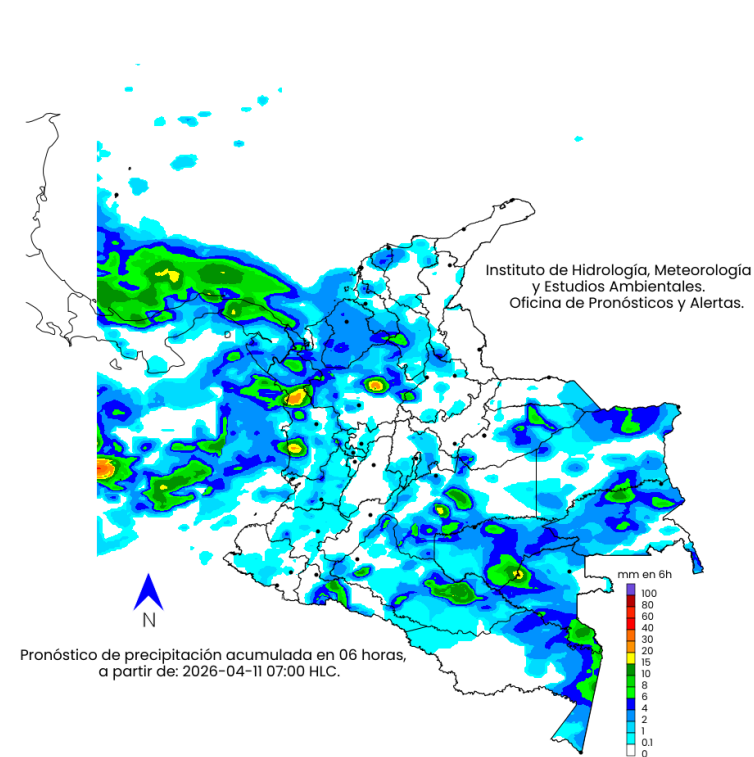 Instituto de Hidrología, Meteorología
y Estudios Ambientales.
Oficina de Pronósticos y Alertas.
mm en 6h
100
80
60
40
30
20
15
10
8
6
4
2
1
0.1
0
N
Pronóstico de precipitación acumulada en 06 horas,
a partir de: 2026-04-11 07:00 HLC.